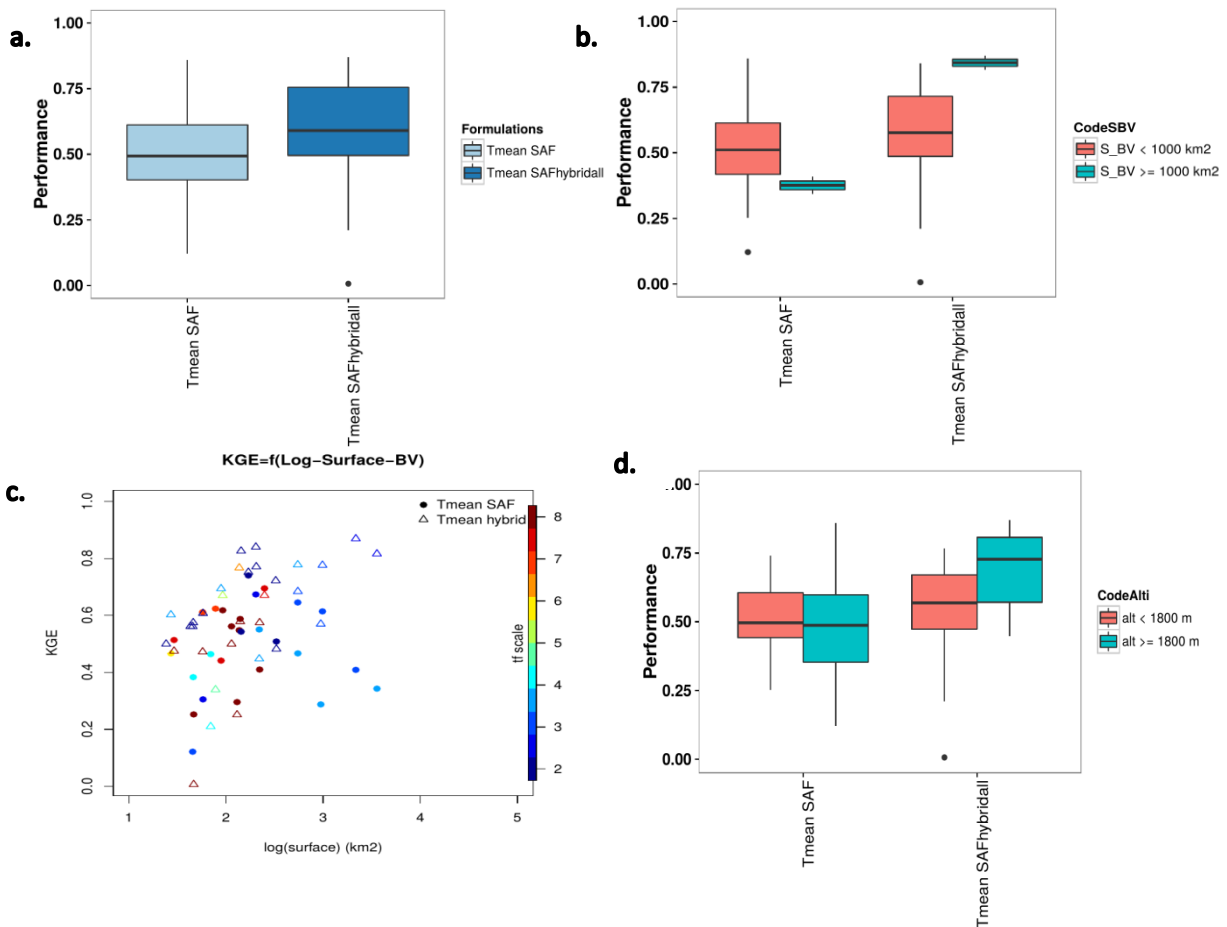 a.
1.00
0.75
0.50
0.25
0.00
Performance
Tmean SAF
Tmean SAFhybridall
Formulations
Tmean SAF
Tmean SAFhybridall
b.
1.00
0.75
0.50
0.25
0.00
Performance
Tmean SAF
Tmean SAFhybridall
CodeSBV
S_BV < 1000 km2
S_BV >= 1000 km2
c.
KGE=f(Log-Surface-BV)
KGE
1.0
0.8
0.6
0.4
0.2
0.0
1
2
3
4
5
log(surface) (km2)
Tmean SAF
Tmean hybrid
tf scale
8
7
6
5
4
3
2
d.
.00
0.75
0.50
0.25
0.00
Performance
Tmean SAF
Tmean SAFhybridall
CodeAlti
alt < 1800 m
alt >= 1800 m